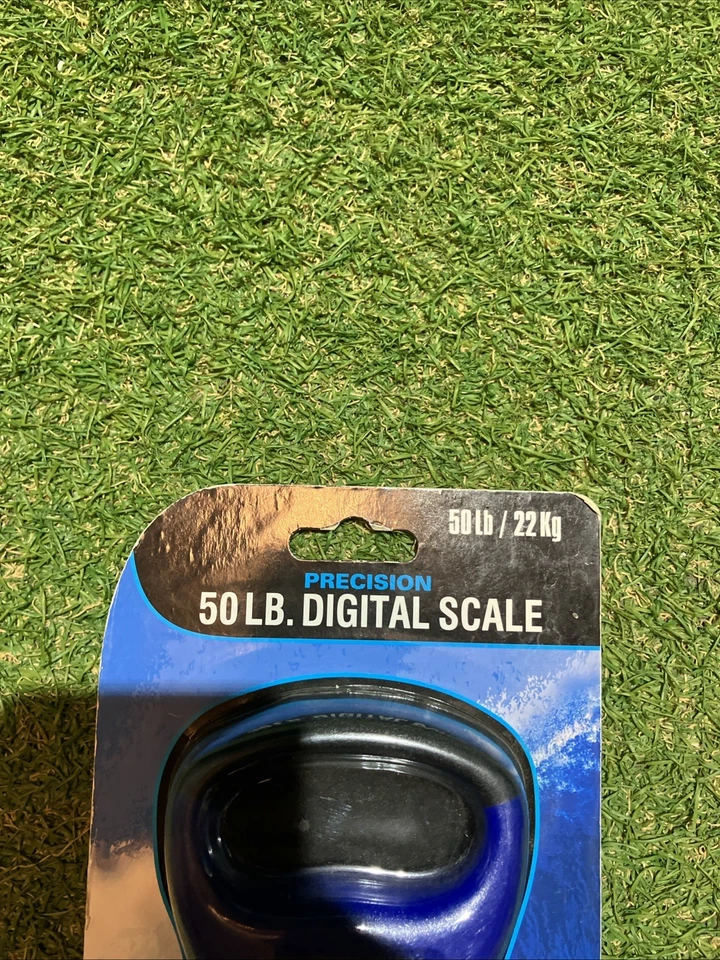 50 Lb / 22 Kg
PRECISION
50 LB. DIGITAL SCALE